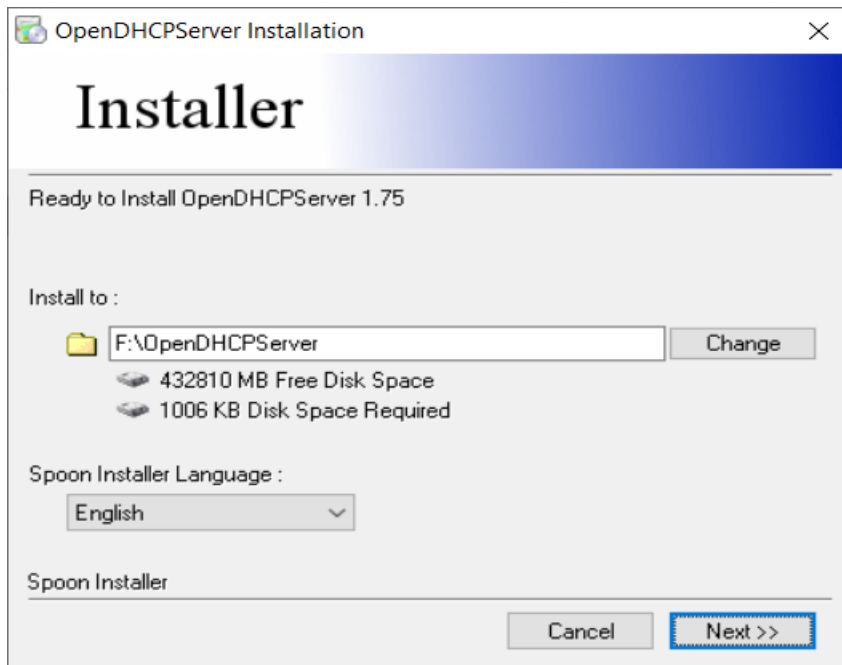 OpenDHCPServer Installation
Installer
Ready to Install OpenDHCPServer 1.75
Install to :
F:\OpenDHCPServer
Change
432810 MB Free Disk Space
1006 KB Disk Space Required
Spoon Installer Language :
English
Spoon Installer
Cancel
Next >>